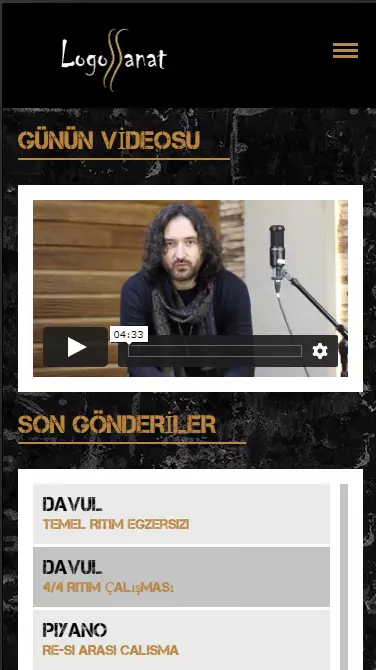 LogoSanat
GÜNÜN VİDEOSU
04:33
SON GÖNDERİLER
DAVUL
TEMEL RITIM EGZERSIZI
DAVUL
4/4 RITIM ÇALışMASı
PIYANO
RE-SI ARASI CALISMA